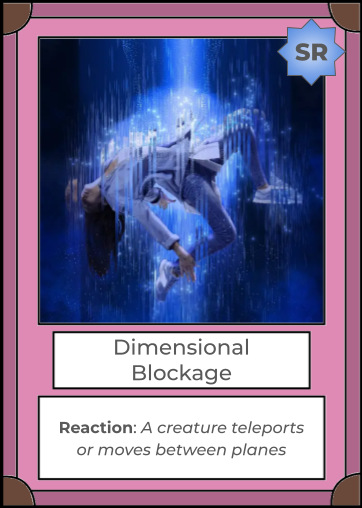 SR
Dimensional
Blockage
Reaction: A creature teleports
or moves between planes